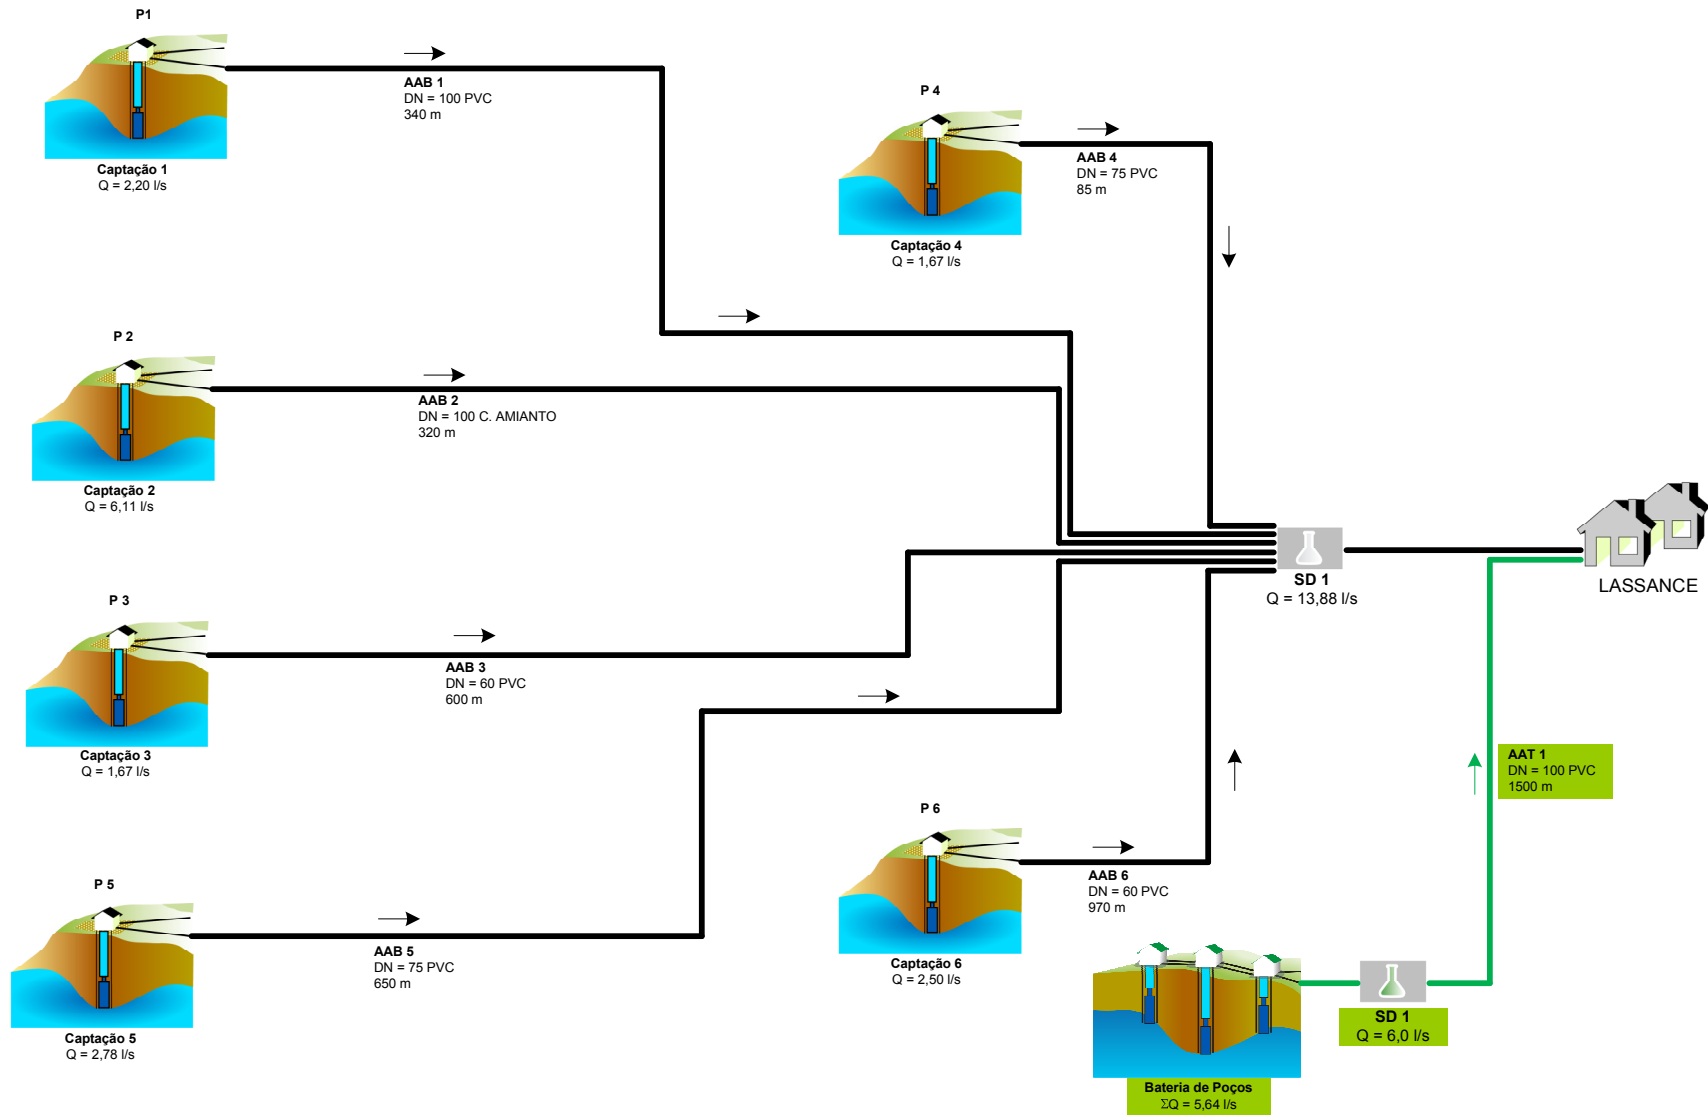 P1
Captação 1
Q = 2,20 l/s
AAB 1
DN = 100 PVC
340 m
P 4
Captação 4
Q = 1,67 l/s
AAB 4
DN = 75 PVC
85 m
P 2
Captação 2
Q = 6,11 l/s
AAB 2
DN = 100 C. AMIANTO
320 m
P 3
Captação 3
Q = 1,67 l/s
AAB 3
DN = 60 PVC
600 m
SD 1
Q = 13,88 l/s
LASSANCE
P 5
Captação 5
Q = 2,78 l/s
AAB 5
DN = 75 PVC
650 m
P 6
Captação 6
Q = 2,50 l/s
AAB 6
DN = 60 PVC
970 m
AAT 1
DN = 100 PVC
1500 m
SD 1
Q = 6,0 l/s
Bateria de Poços
ΣQ = 5,64 l/s